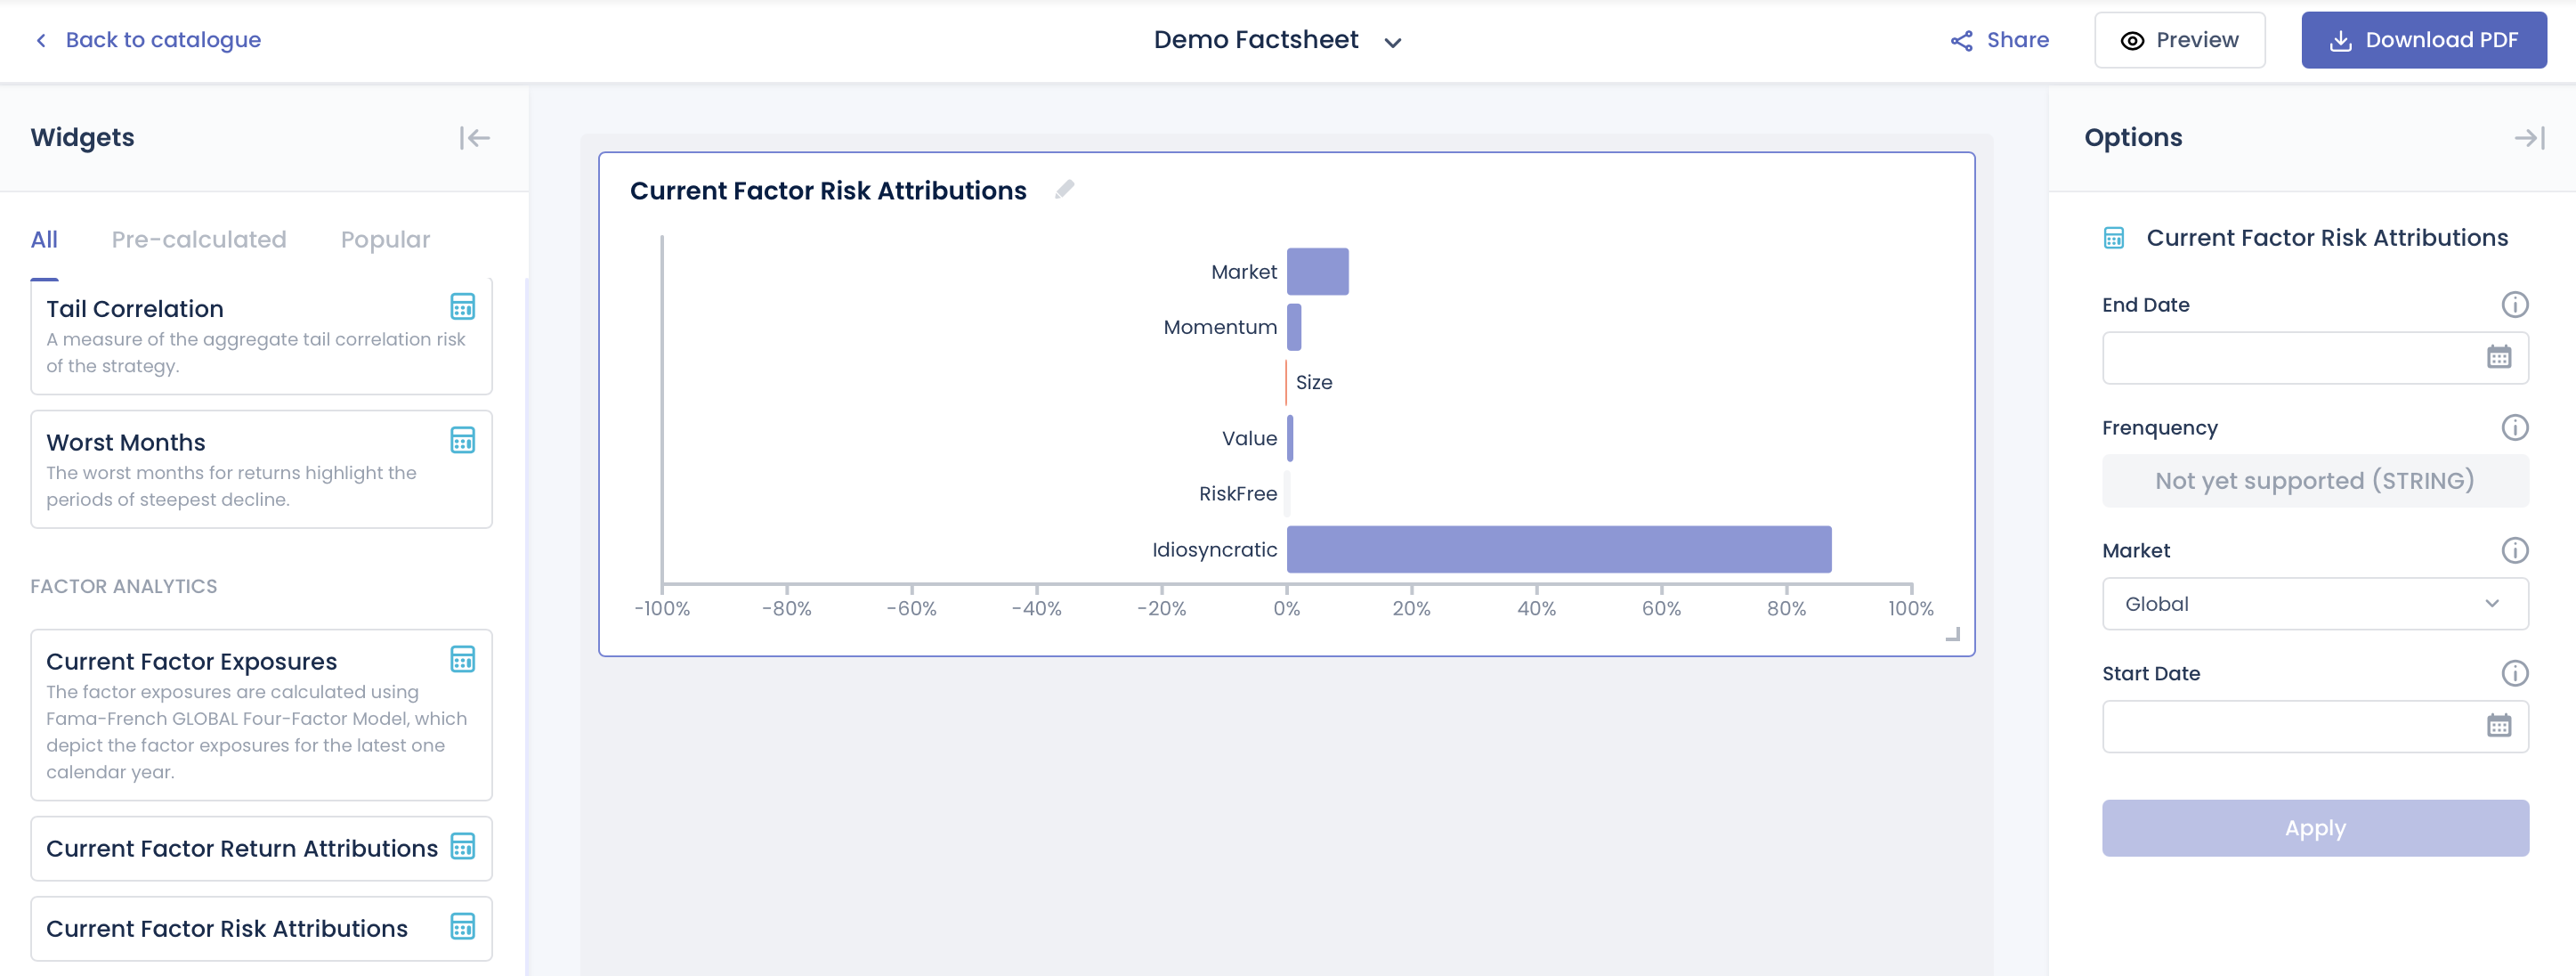 Back to catalogue
Demo Factsheet
Share
Preview
Download PDF
Widgets
All
Pre-calculated
Popular
Tail Correlation
A measure of the aggregate tail correlation risk
of the strategy.
Worst Months
The worst months for returns highlight the
periods of steepest decline.
FACTOR ANALYTICS
Current Factor Exposures
The factor exposures are calculated using
Fama-French GLOBAL Four-Factor Model, which
depict the factor exposures for the latest one
calendar year.
Current Factor Return Attributions
Current Factor Risk Attributions
Current Factor Risk Attributions
Market
Momentum
Size
Value
RiskFree
Idiosyncratic
-100%
-80%
-60%
-40%
-20%
0%
20%
40%
60%
80%
100%
Options
Current Factor Risk Attributions
End Date
Frenquency
Not yet supported (STRING)
Market
Global
Start Date
Apply